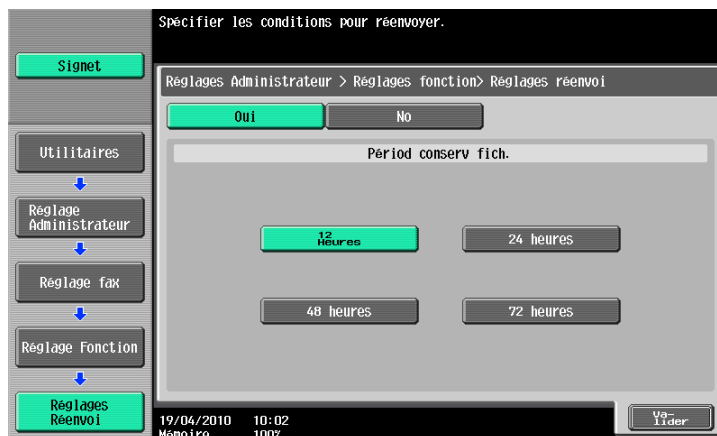 Spécifier les conditions pour réenvoyer.
Signet
Réglages Administrateur > Réglages fonction> Réglages réenvoi
Oui
No
Périod conserv fich.
Utilitaires
Réglage
Administrateur
Réglage fax
Réglage Fonction
Réglages
Réenvoi
12
Heures
24 heures
48 heures
72 heures
19/04/2010 10:02
Mémoire 100%
Va-
lider